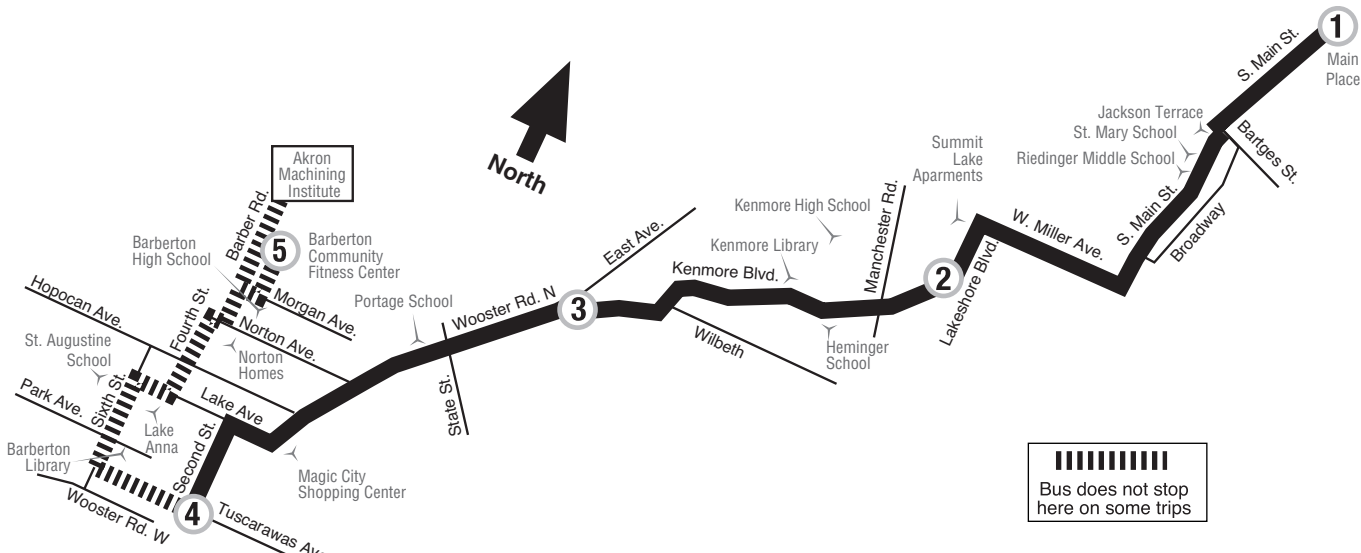 1
Main
Place
S. Main St.
Jackson Terrace
St. Mary School
Riedinger Middle School
Bartges St.
S. Main St.
Broadway
W. Miller Ave.
Summit
Lake
Aparments
Lakeshore Blvd.
2
Manchester Rd.
Kenmore High School
Kenmore Library
Kenmore Blvd.
Heminger
School
Wilbeth
East Ave.
North
3
Wooster Rd. N
State St.
Portage School
Akron
Machining
Institute
Barber Rd.
5
Barberton
Community
Fitness Center
Barberton
High School
Morgan Ave.
Hopocan Ave.
Fourth St.
Norton Ave.
Norton
Homes
St. Augustine
School
Sixth St.
Park Ave.
Lake Ave
Lake
Anna
Second St.
Barberton
Library
Magic City
Shopping Center
Wooster Rd. W
4
Tuscarawas Ave
Bus does not stop
here on some trips